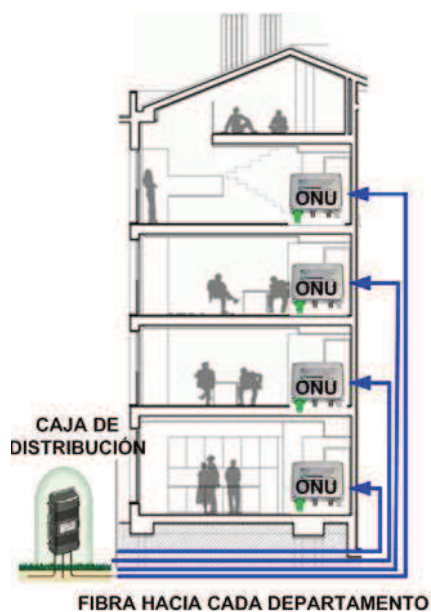 ONU
ONU
ONU
CAJA DE
DISTRIBUCIÓN
ONU
FIBRA HACIA CADA DEPARTAMENTO